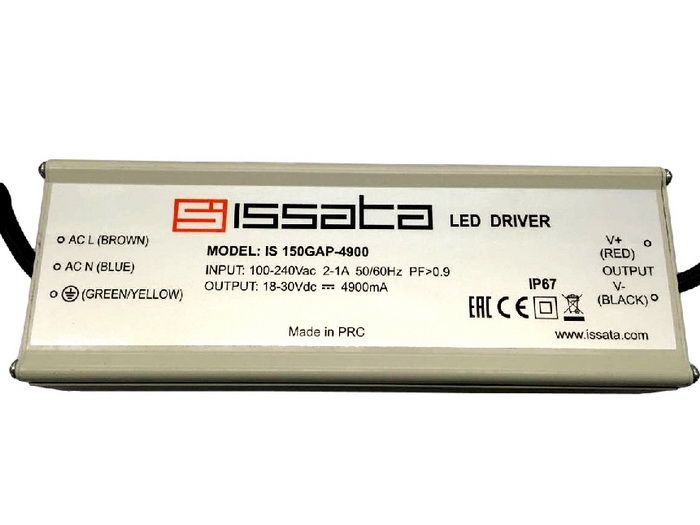 issata LED DRIVER
MODEL: IS 150GAP-4900
INPUT: 100-240Vac 2-1A 50/60Hz PF>0.9
OUTPUT: 18-30Vdc ⎓ 4900mA
Made in PRC
AC L (BROWN)
AC N (BLUE)
(GREEN/YELLOW)
V+
(RED)
OUTPUT
V-
(BLACK)
IP67
EAC CE
www.issata.com